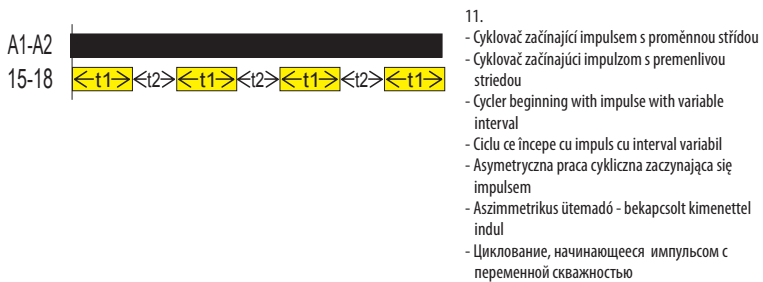 A1-A2
15-18
t1 t2 t1 t2 t1 t2 t1
11.
- Cyklovač začínající impulsem s proměnnou střídou
- Cyklovač začínajúci impulzom s premenlivou
striedou
- Cycler beginning with impulse with variable
interval
- Ciclu ce începe cu impuls cu interval variabil
- Asymetryczna praca cykliczna zaczynająca się
impulsem
- Aszimmetrikus ütemadó - bekapcsolt kimenettel
indul
- Циклование, начинающееся импульсом с
переменной скважностью